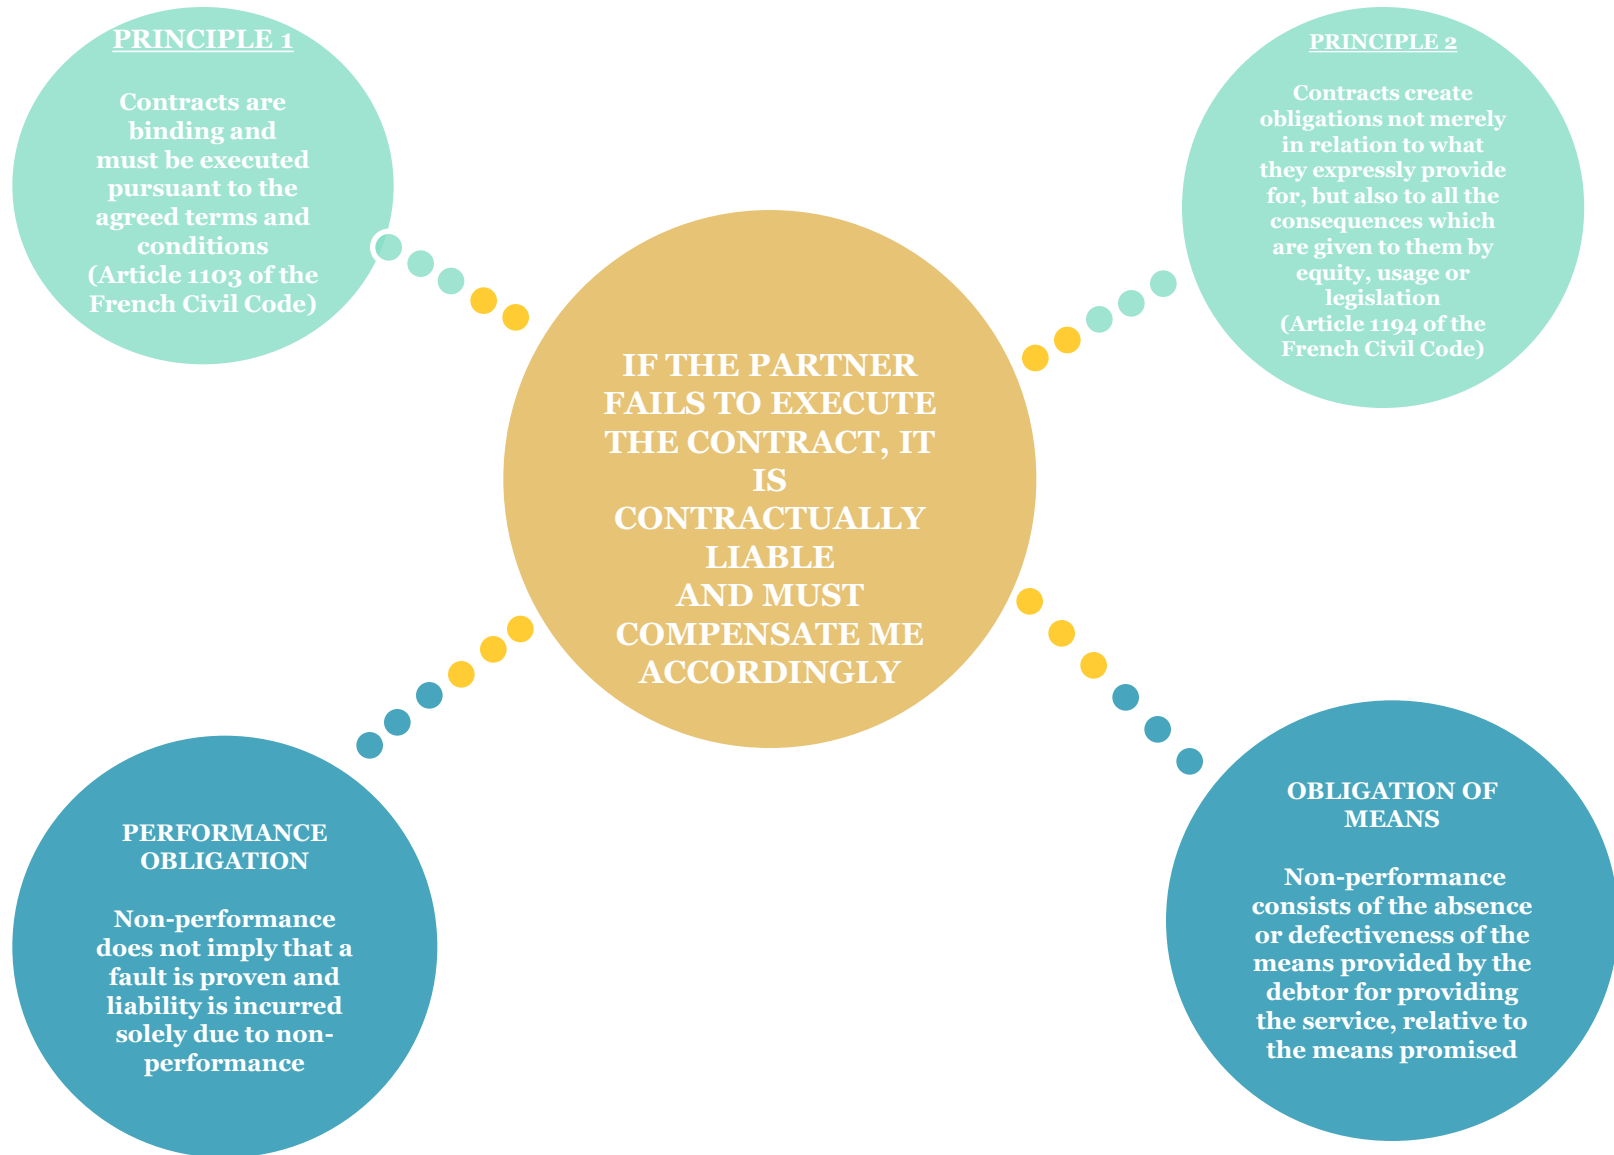 PRINCIPLE 1
Contracts are
binding and
must be executed
pursuant to the
agreed terms and
conditions
(Article 1103 of the
French Civil Code)
PRINCIPLE 2
Contracts create
obligations not merely
in relation to what
they expressly provide
for, but also to all the
consequences which
are given to them by
equity, usage or
legislation
(Article 1194 of the
French Civil Code)
IF THE PARTNER
FAILS TO EXECUTE
THE CONTRACT, IT
IS
CONTRACTUALLY
LIABLE
AND MUST
COMPENSATE ME
ACCORDINGLY
PERFORMANCE
OBLIGATION
Non-performance
does not imply that a
fault is proven and
liability is incurred
solely due to non-
performance
OBLIGATION OF
MEANS
Non-performance
consists of the absence
or defectiveness of the
means provided by the
debtor for providing
the service, relative to
the means promised